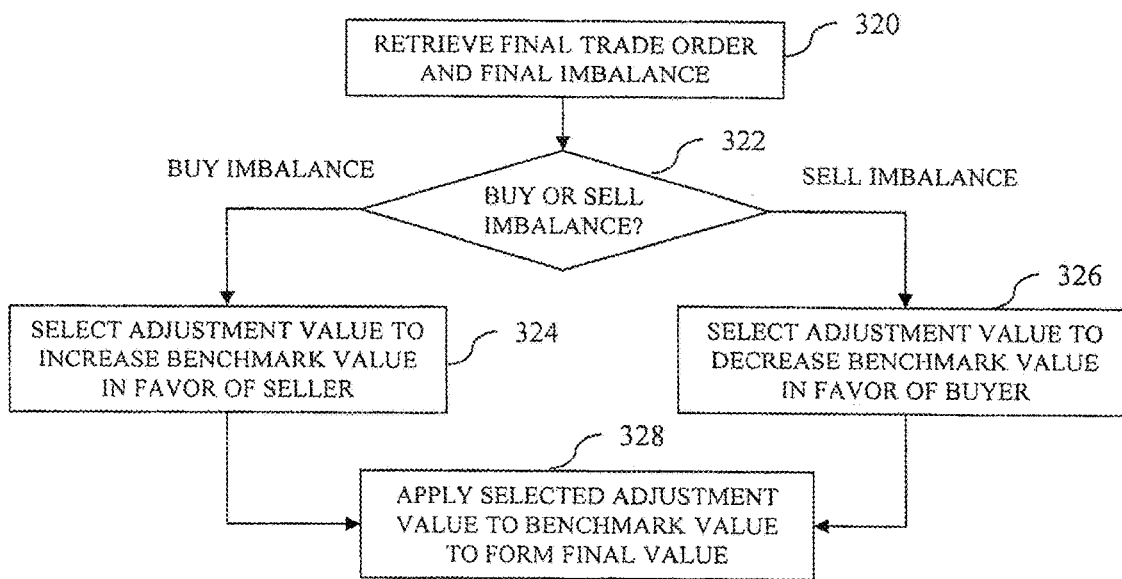 320
RETRIEVE FINAL TRADE ORDER
AND FINAL IMBALANCE
322
BUY IMBALANCE
SELL IMBALANCE
BUY OR SELL
IMBALANCE?
326
SELECT ADJUSTMENT VALUE TO
INCREASE BENCHMARK VALUE
IN FAVOR OF SELLER
324
SELECT ADJUSTMENT VALUE TO
DECREASE BENCHMARK VALUE
IN FAVOR OF BUYER
328
APPLY SELECTED ADJUSTMENT
VALUE TO BENCHMARK VALUE
TO FORM FINAL VALUE